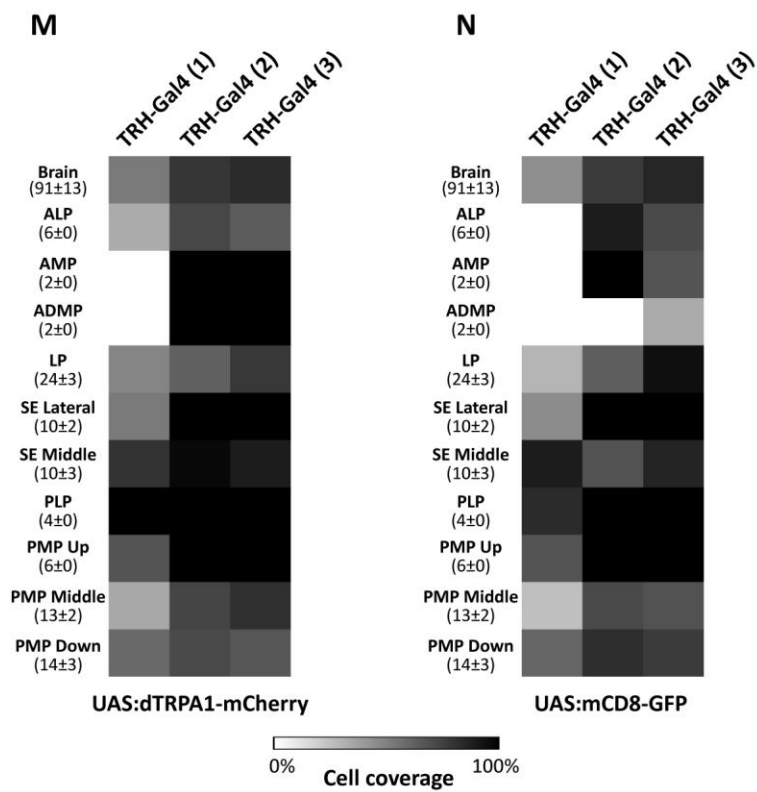 M
TRH-Gal4 (1)
TRH-Gal4 (2)
TRH-Gal4 (3)
Brain
(91±13)
ALP
(6±0)
AMP
(2±0)
ADMP
(2±0)
LP
(24±3)
SE Lateral
(10±2)
SE Middle
(10±3)
PLP
(4±0)
PMP Up
(6±0)
PMP Middle
(13±2)
PMP Down
(14±3)
UAS:dTRPA1-mCherry
N
TRH-Gal4 (1)
TRH-Gal4 (2)
TRH-Gal4 (3)
Brain
(91±13)
ALP
(6±0)
AMP
(2±0)
ADMP
(2±0)
LP
(24±3)
SE Lateral
(10±2)
SE Middle
(10±3)
PLP
(4±0)
PMP Up
(6±0)
PMP Middle
(13±2)
PMP Down
(14±3)
UAS:mCD8-GFP
0% 100%
Cell coverage